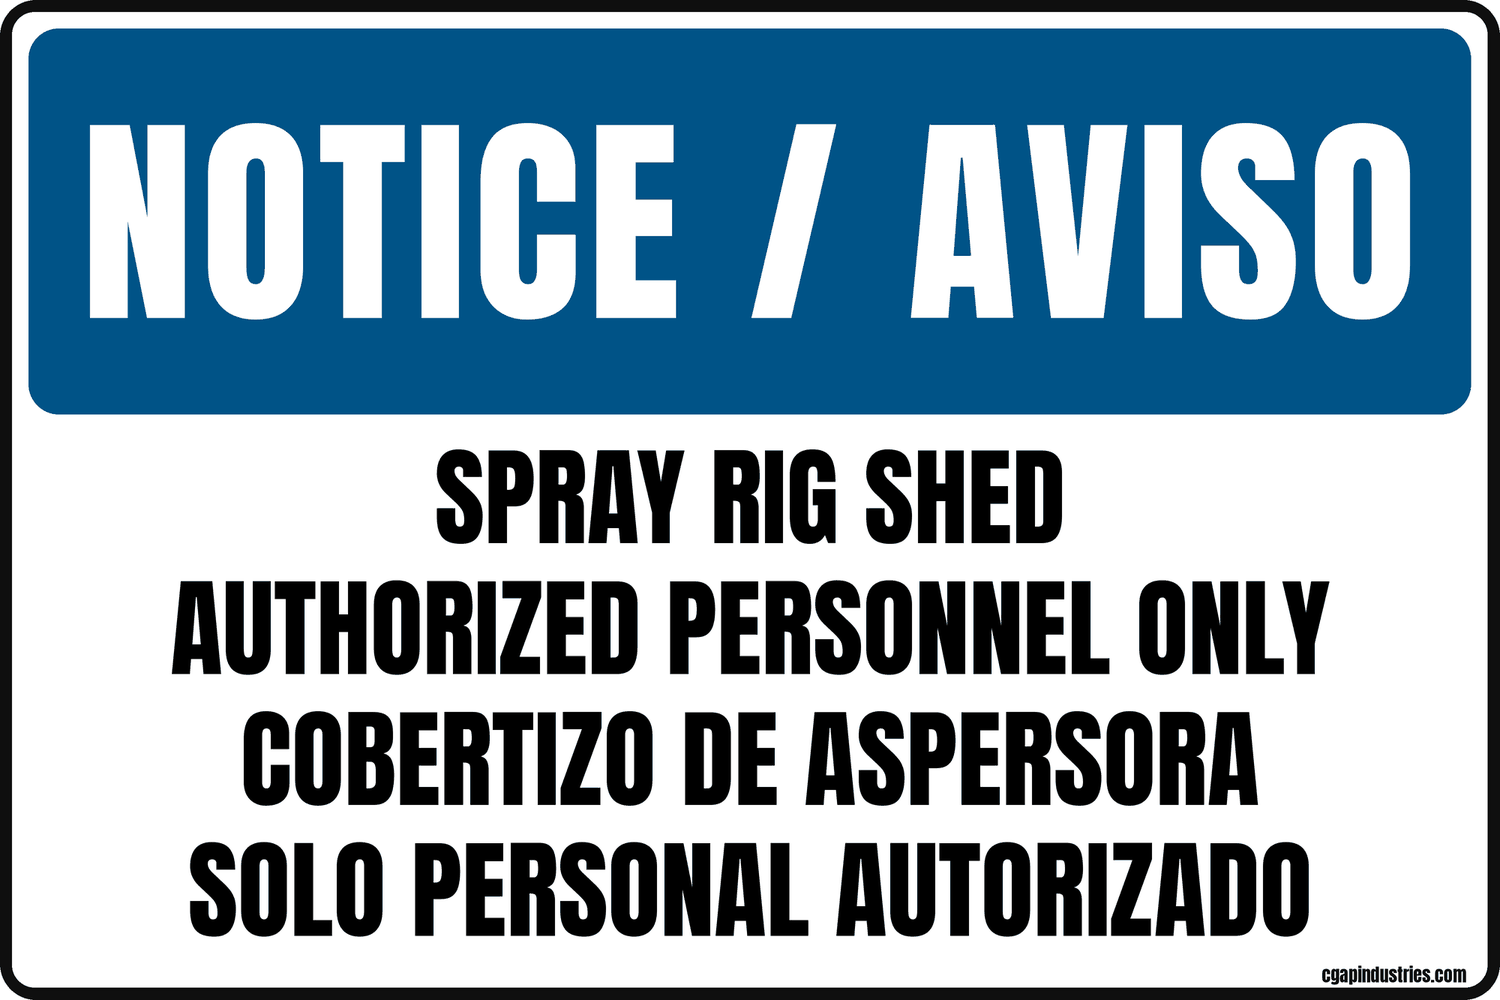 NOTICE / AVISO
SPRAY RIG SHED
AUTHORIZED PERSONNEL ONLY
COBERTIZO DE ASPERSORA
SOLO PERSONAL AUTORIZADO
cgapindustries.com